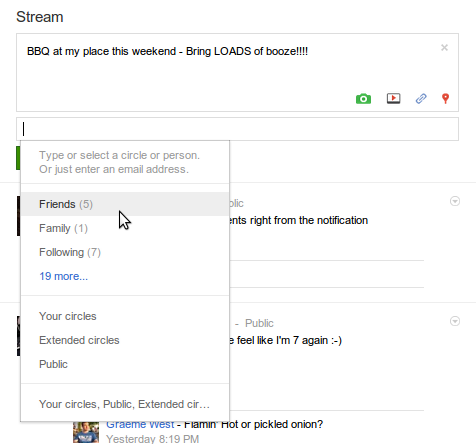 Stream
BBQ at my place this weekend - Bring LOADS of booze!!!!
Type or select a circle or person.
Or just enter an email address.
Friends (5)
Family (1)
Following (7)
19 more...
Your circles
Extended circles
Public
Your circles, Public, Extended cir...
right from the notification
- Public
feel like I'm 7 again :-)
Graeme West - Flamin' Hot or pickled onion?
Yesterday 8:19 PM